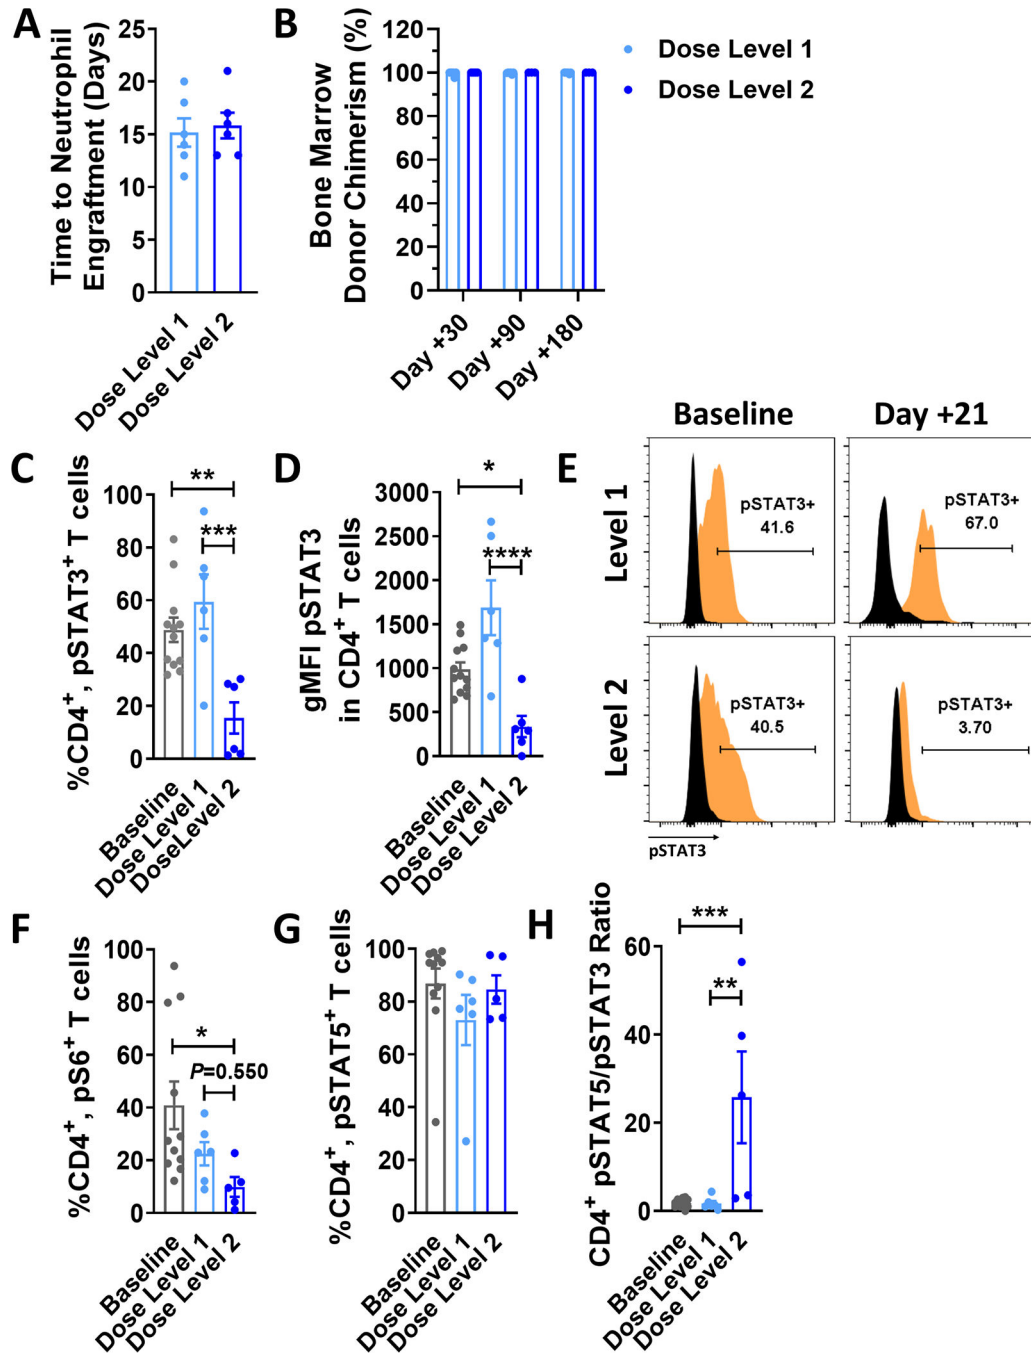 A
Time to Neutrophil
Engraftment (Days)
25
20
15
10
5
0
Dose Level 1
Dose Level 2
B
Bone Marrow
Donor Chimerism (%)
120
100
80
60
40
20
0
Day +30
Day +90
Day +180
Dose Level 1
Dose Level 2
C
%CD4⁺, pSTAT3⁺ T cells
100
80
60
40
20
0
**
***
Baseline
Dose Level 1
DoseLevel 2
D
gMFI pSTAT3
in CD4⁺ T cells
3000
2500
2000
1500
1000
500
0
*
****
Baseline
Dose Level 1
Dose Level 2
E
Baseline
Day +21
Level 1
pSTAT3+
41.6
pSTAT3+
67.0
Level 2
pSTAT3+
40.5
pSTAT3+
3.70
pSTAT3
F
%CD4⁺, pS6⁺ T cells
100
80
60
40
20
0
*
P=0.550
Baseline
Dose Level 1
Dose Level 2
G
%CD4⁺, pSTAT5⁺ T cells
100
80
60
40
20
0
Baseline
Dose Level 1
Dose Level 2
H
CD4⁺ pSTAT5/pSTAT3 Ratio
60
40
20
0
***
**
Baseline
Dose Level 1
Dose Level 2